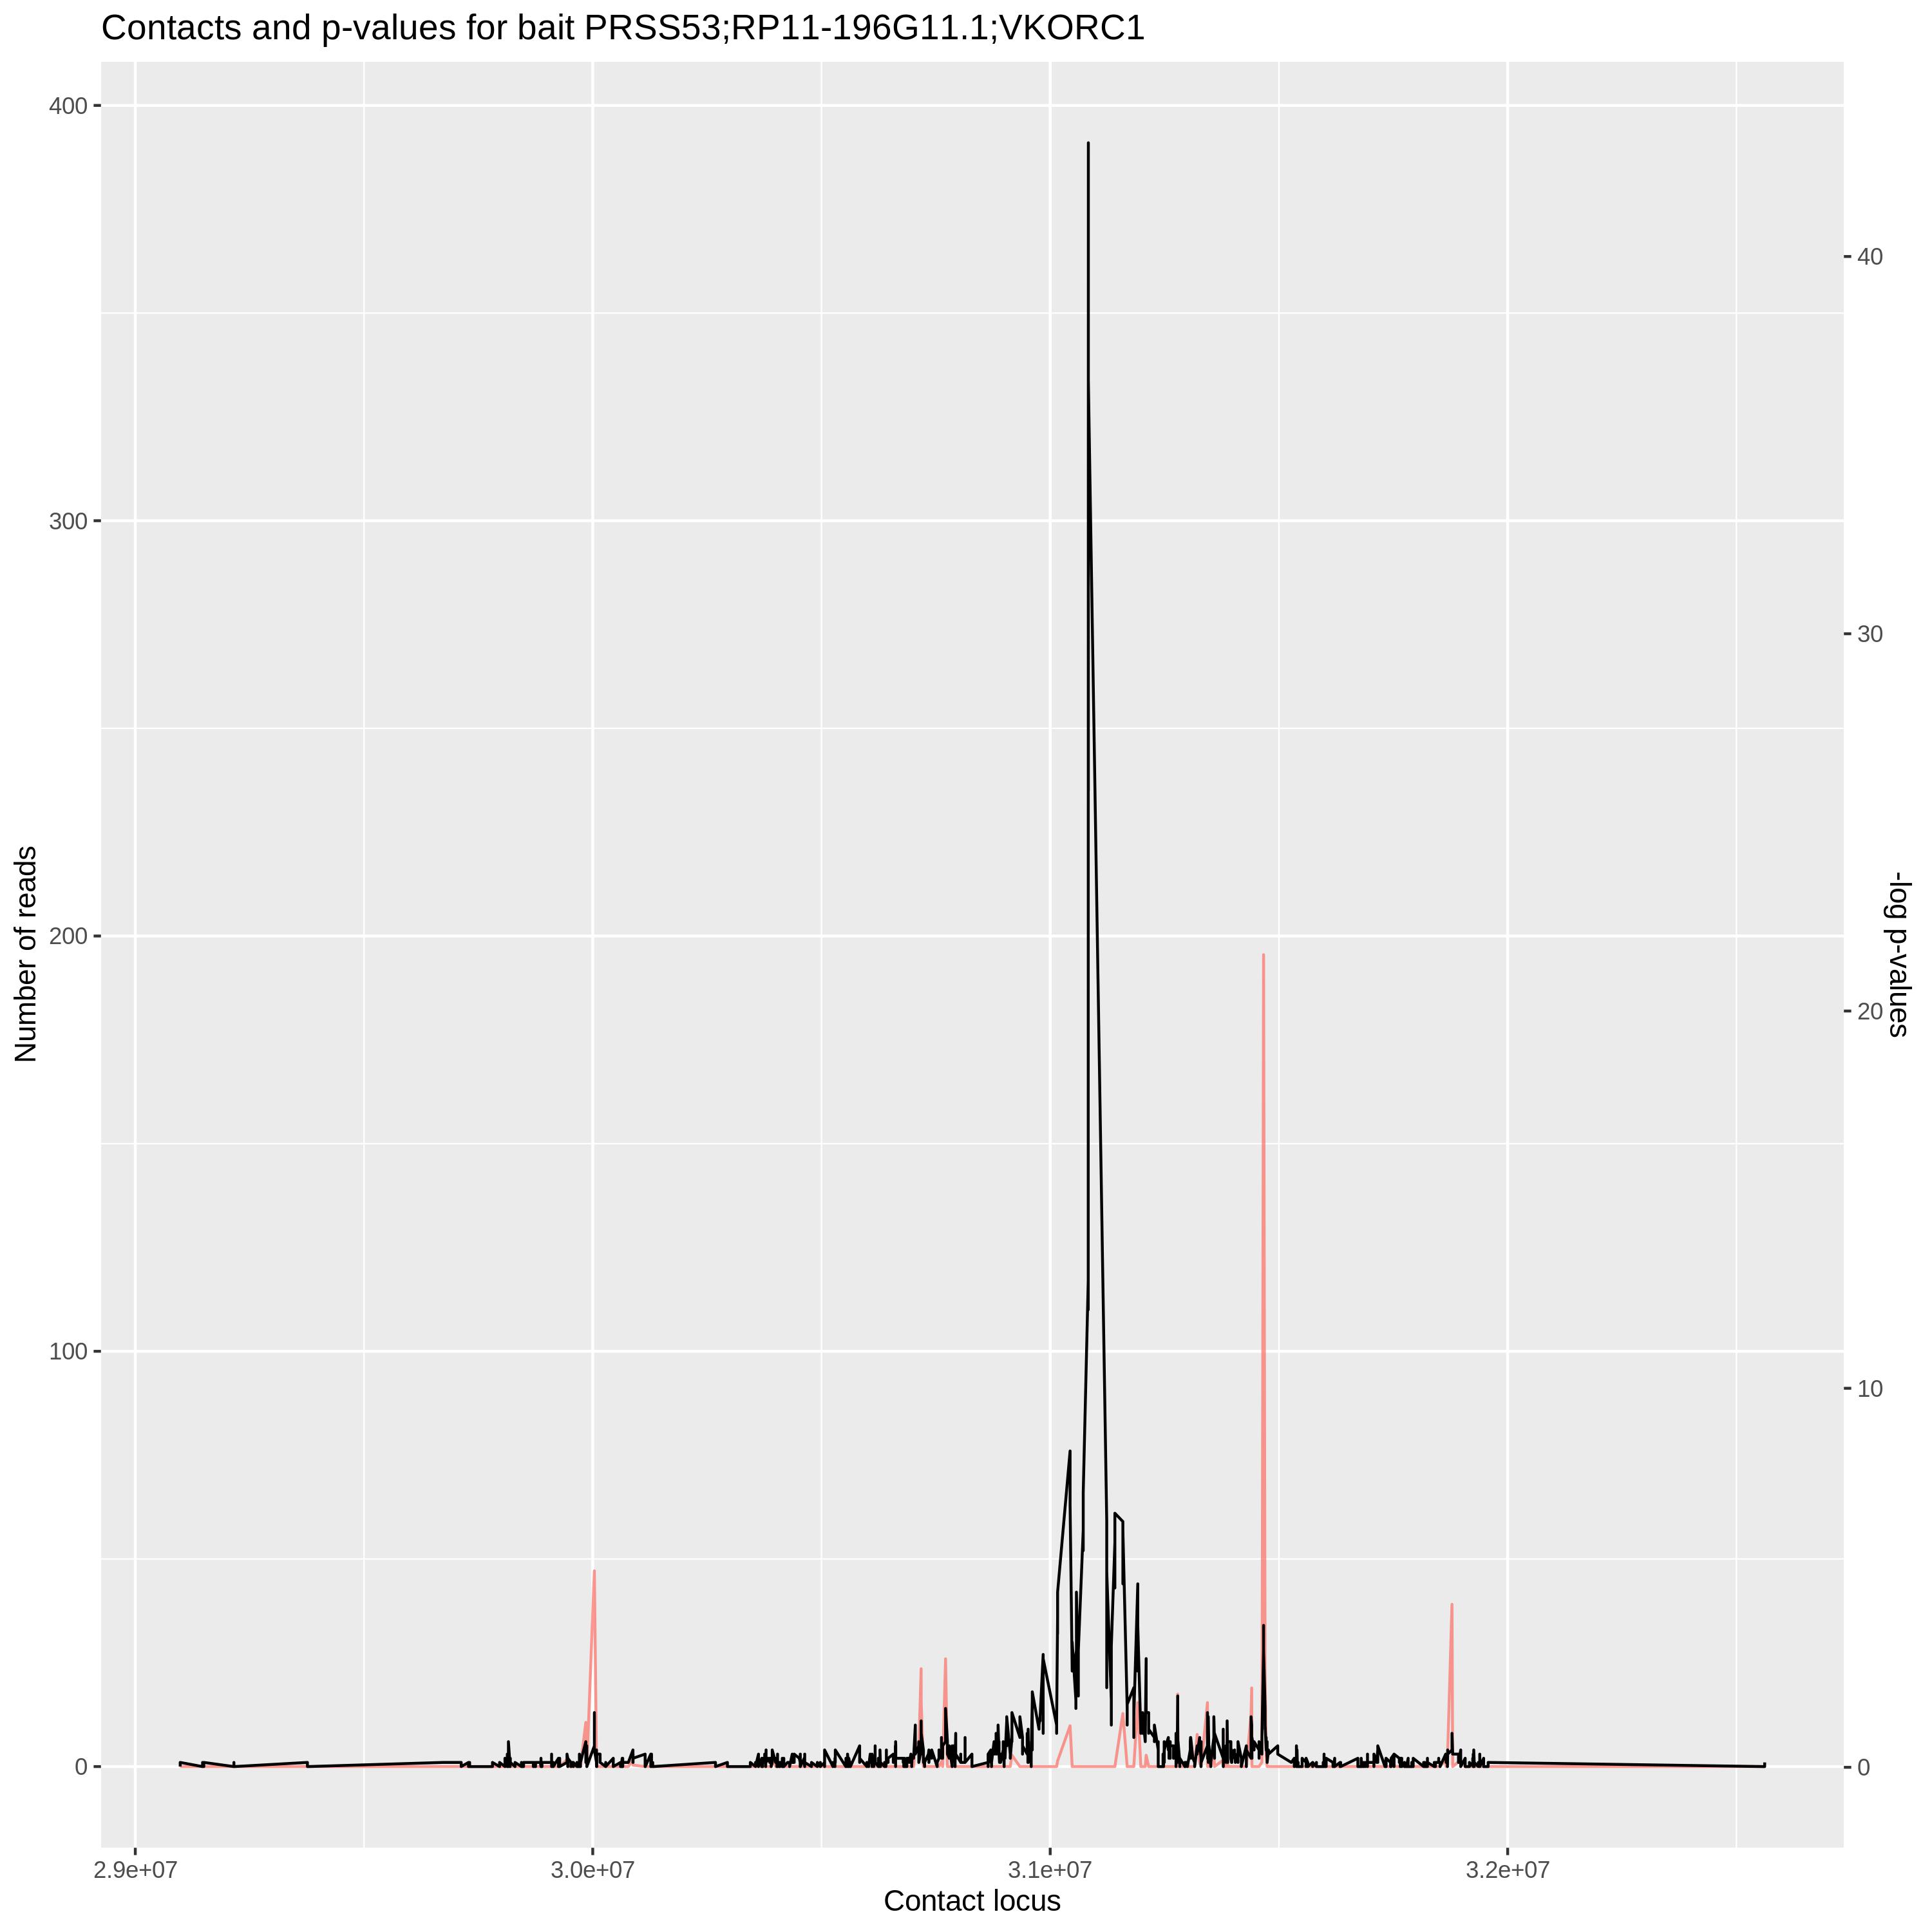 Contacts and p-values for bait PRSS53;RP11-196G11.1;VKORC1
400
300
200
100
0
Number of reads
40
30
20
10
0
-log p-values
2.9e+07
3.0e+07
3.1e+07
3.2e+07
Contact locus